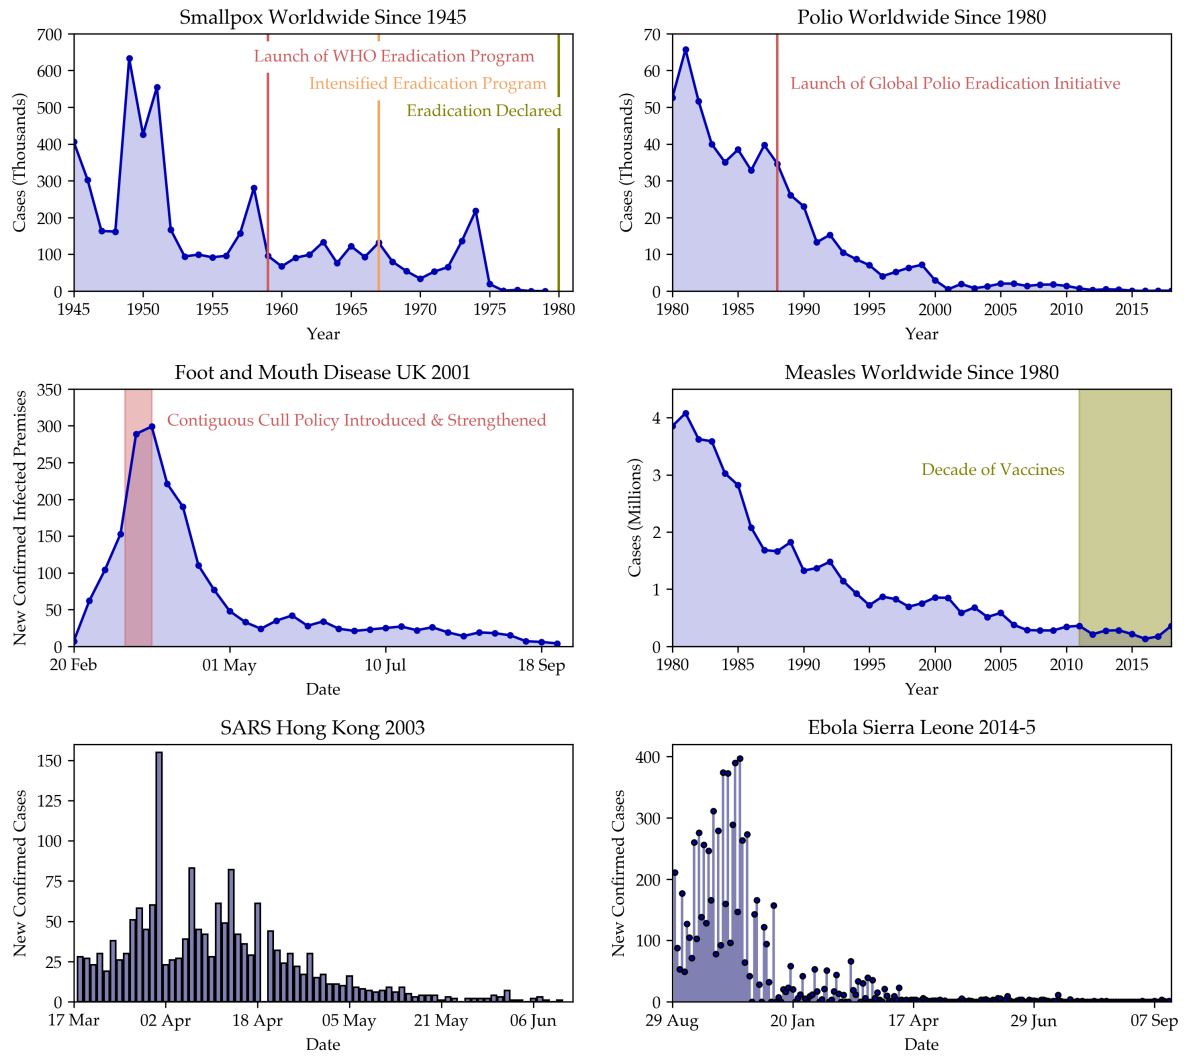 Smallpox Worldwide Since 1945
700
600
500
400
300
200
100
0
Cases (Thousands)
Launch of WHO Eradication Program
Intensified Eradication Program
Eradication Declared
1945 1950 1955 1960 1965 1970 1975 1980
Year
Polio Worldwide Since 1980
70
60
50
40
30
20
10
0
Cases (Thousands)
Launch of Global Polio Eradication Initiative
1980 1985 1990 1995 2000 2005 2010 2015
Year
Foot and Mouth Disease UK 2001
350
300
250
200
150
100
50
0
New Confirmed Infected Premises
Contiguous Cull Policy Introduced & Strengthened
20 Feb 01 May 10 Jul 18 Sep
Date
Measles Worldwide Since 1980
4
3
2
1
0
Cases (Millions)
Decade of Vaccines
1980 1985 1990 1995 2000 2005 2010 2015
Year
SARS Hong Kong 2003
150
125
100
75
50
25
0
New Confirmed Cases
17 Mar 02 Apr 18 Apr 05 May 21 May 06 Jun
Date
Ebola Sierra Leone 2014-5
400
300
200
100
0
New Confirmed Cases
29 Aug 20 Jan 17 Apr 29 Jun 07 Sep
Date